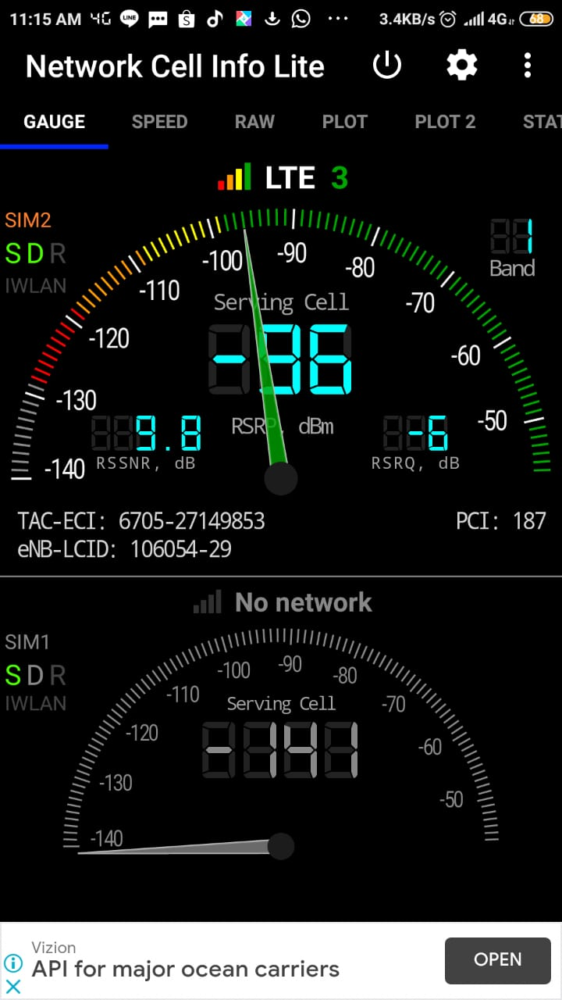 11:15 AM 4G LINE 3.4KB/s 4G 68
Network Cell Info Lite
GAUGE SPEED RAW PLOT PLOT 2 STAT
LTE 3
SIM2
S D R
IWLAN
1
Band
-140
-130
-120
-110
-100
-90
-80
-70
-60
-50
Serving Cell
-96
RSRP, dBm
9.8
RSSNR, dB
-6
RSRQ, dB
TAC-ECI: 6705-27149853
PCI: 187
eNB-LCID: 106054-29
No network
SIM1
S D R
IWLAN
-140
-130
-120
-110
-100
-90
-80
-70
-60
-50
Serving Cell
-141
Vizion
API for major ocean carriers
OPEN